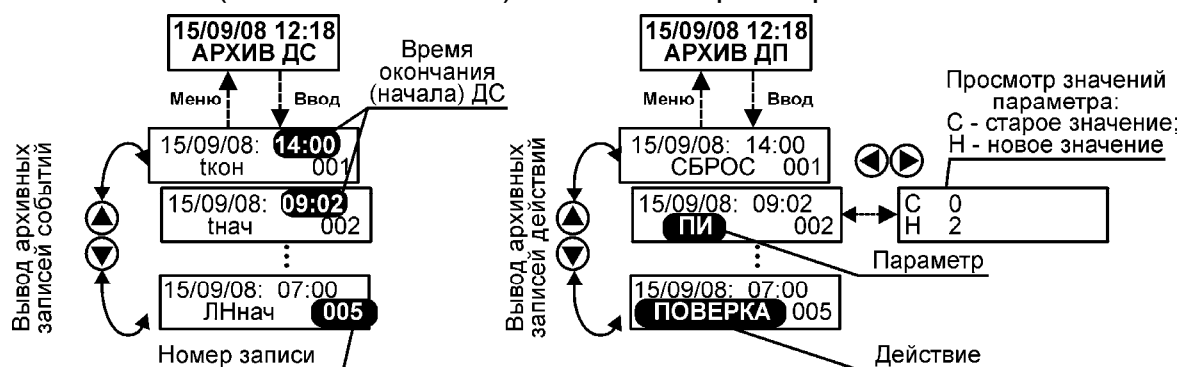 15/09/08 12:18
АРХИВ ДС
Время
окончания
(начала) ДС
Меню
Ввод
15/09/08: 14:00
tкон 001
15/09/08: 09:02
tнач 002
15/09/08: 07:00
ЛНнач 005
Номер записи
Вывод архивных
записей событий
15/09/08 12:18
АРХИВ ДП
Меню
Ввод
Просмотр значений
параметра:
С - старое значение;
Н - новое значение
15/09/08: 14:00
СБРОС 001
15/09/08: 09:02
ПИ 002
С 0
Н 2
Параметр
15/09/08: 07:00
ПОВЕРКА 005
Действие
Вывод архивных
записей действий